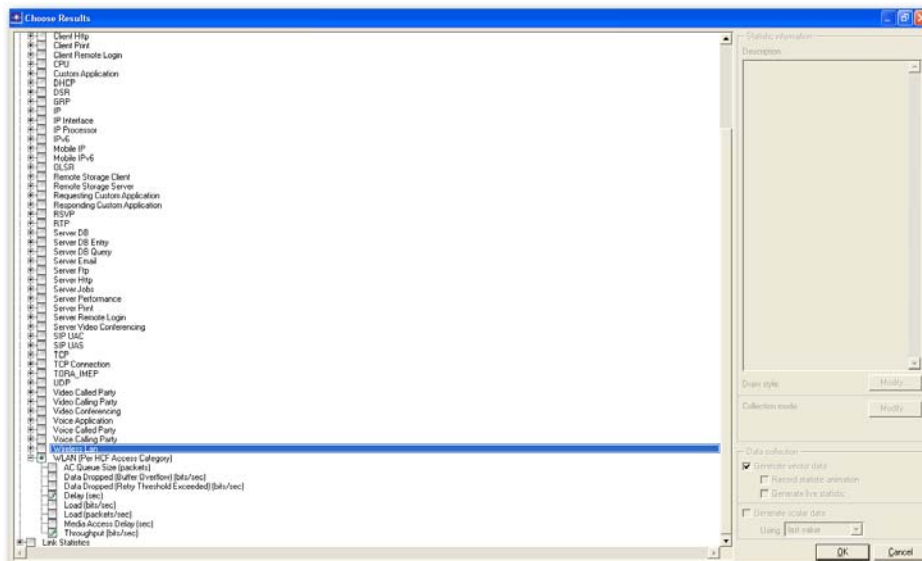 Choose Results
Client Http
Client Print
Client Remote Login
CPU
Custom Application
DHCP
DSR
GRP
IP
IP Interface
IP Processor
IPv6
Mobile IP
Mobile IPv6
OLSR
Remote Storage Client
Remote Storage Server
Requesting Custom Application
Responding Custom Application
RSVP
RTP
Server DB
Server DB Entry
Server DB Query
Server Email
Server Ftp
Server Http
Server Jobs
Server Performance
Server Print
Server Remote Login
Server Video Conferencing
SIP UAC
SIP UAS
TCP
TCP Connection
TORA_IMEP
UDP
Video Called Party
Video Calling Party
Video Conferencing
Voice Application
Voice Called Party
Voice Calling Party
Wireless Lan
WLAN (Per HCF Access Category)
AC Queue Size (packets)
Data Dropped (Buffer Overflow) (bits/sec)
Data Dropped (Retry Threshold Exceeded) (bits/sec)
Delay (sec)
Load (bits/sec)
Load (packets/sec)
Media Access Delay (sec)
Throughput (bits/sec)
Link Statistics
Statistic information
Description
Draw style:
Modify...
Collection mode:
Modify...
Data collection
Generate vector data
Record statistic animation
Generate live statistic
Generate scalar data
Using: last value
OK
Cancel